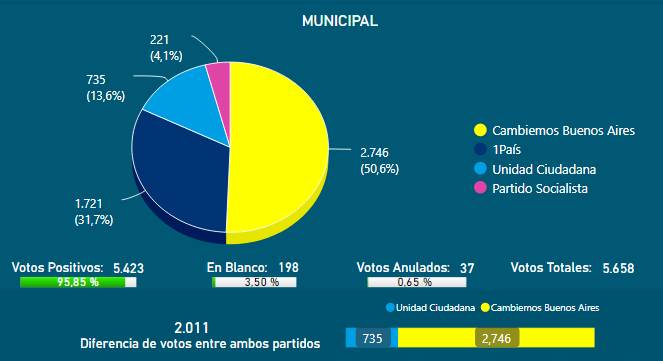 MUNICIPAL
221
(4,1%)
735
(13,6%)
2.746
(50,6%)
1.721
(31,7%)
Cambiemos Buenos Aires
1País
Unidad Ciudadana
Partido Socialista
Votos Positivos: 5.423
95,85 %
En Blanco: 198
3.50 %
Votos Anulados: 37
0.65 %
Votos Totales: 5.658
Unidad Ciudadana Cambiemos Buenos Aires
2.011
Diferencia de votos entre ambos partidos
735 2,746